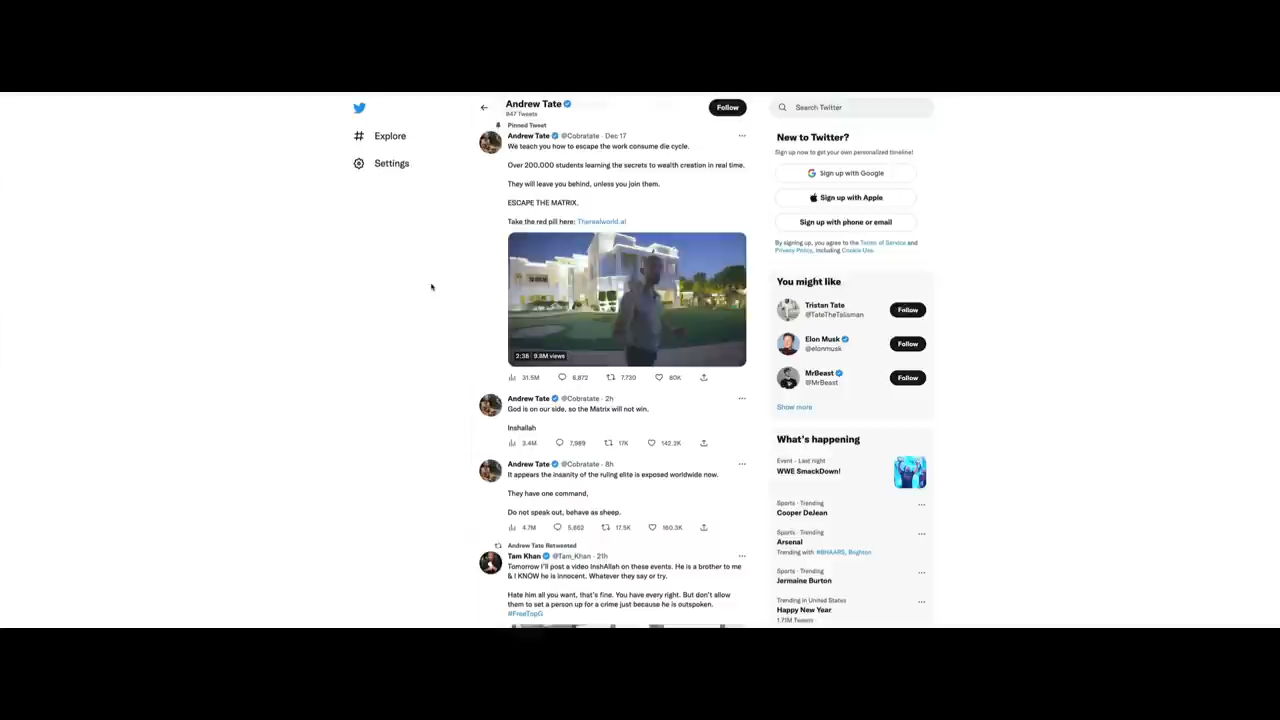 Explore
Settings
Andrew Tate
947 Tweets
Follow
Pinned Tweet
Andrew Tate @Cobratate · Dec 17
We teach you how to escape the work consume die cycle.
Over 200,000 students learning the secrets to wealth creation in real time.
They will leave you behind, unless you join them.
ESCAPE THE MATRIX.
Take the red pill here: Therealworld.ai
2:38 9.8M views
31.5M 6,872 7,730 80K
Andrew Tate @Cobratate · 2h
God is on our side, so the Matrix will not win.
Inshallah
3.4M 7,989 17K 142.2K
Andrew Tate @Cobratate · 8h
It appears the insanity of the ruling elite is exposed worldwide now.
They have one command,
Do not speak out, behave as sheep.
4.7M 5,662 17.5K 160.3K
Andrew Tate Retweeted
Tam Khan @Tam_Khan · 21h
Tomorrow I'll post a video InshAllah on these events. He is a brother to me
& I KNOW he is innocent. Whatever they say or try.
Hate him all you want, that's fine. You have every right. But don't allow
them to set a person up for a crime just because he is outspoken.
#FreeTopG
Search Twitter
New to Twitter?
Sign up now to get your own personalized timeline!
Sign up with Google
Sign up with Apple
Sign up with phone or email
By signing up, you agree to the Terms of Service and
Privacy Policy, including Cookie Use.
You might like
Tristan Tate
@TateTheTalisman
Follow
Elon Musk
@elonmusk
Follow
MrBeast
@MrBeast
Follow
Show more
What's happening
Event · Last night
WWE SmackDown!
Sports · Trending
Cooper DeJean
Sports · Trending
Arsenal
Trending with #BHAARS, Brighton
Sports · Trending
Jermaine Burton
Trending in United States
Happy New Year
1.71M Tweets